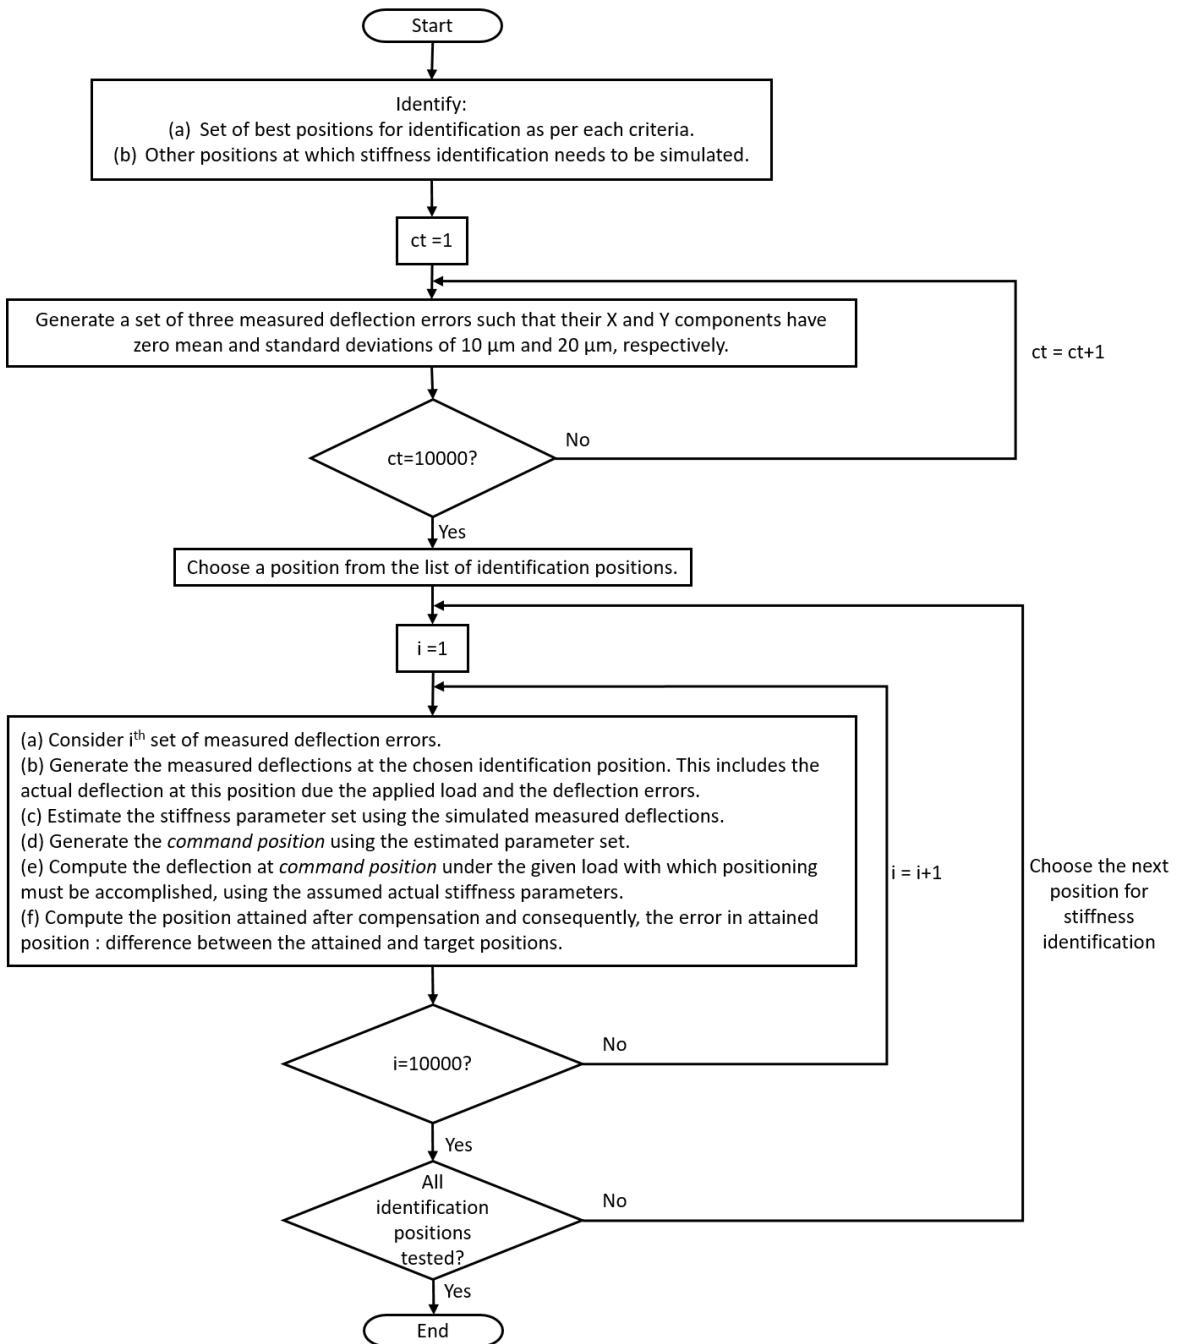 Start
Identify:
(a) Set of best positions for identification as per each criteria.
(b) Other positions at which stiffness identification needs to be simulated.
ct =1
Generate a set of three measured deflection errors such that their X and Y components have
zero mean and standard deviations of 10 μm and 20 μm, respectively.
ct = ct+1
No
ct=10000?
Yes
Choose a position from the list of identification positions.
i =1
(a) Consider ith set of measured deflection errors.
(b) Generate the measured deflections at the chosen identification position. This includes the
actual deflection at this position due the applied load and the deflection errors.
(c) Estimate the stiffness parameter set using the simulated measured deflections.
(d) Generate the command position using the estimated parameter set.
(e) Compute the deflection at command position under the given load with which positioning
must be accomplished, using the assumed actual stiffness parameters.
(f) Compute the position attained after compensation and consequently, the error in attained
position : difference between the attained and target positions.
i = i+1
Choose the next
position for
stiffness
identification
No
i=10000?
Yes
All
identification
positions
tested?
No
Yes
End